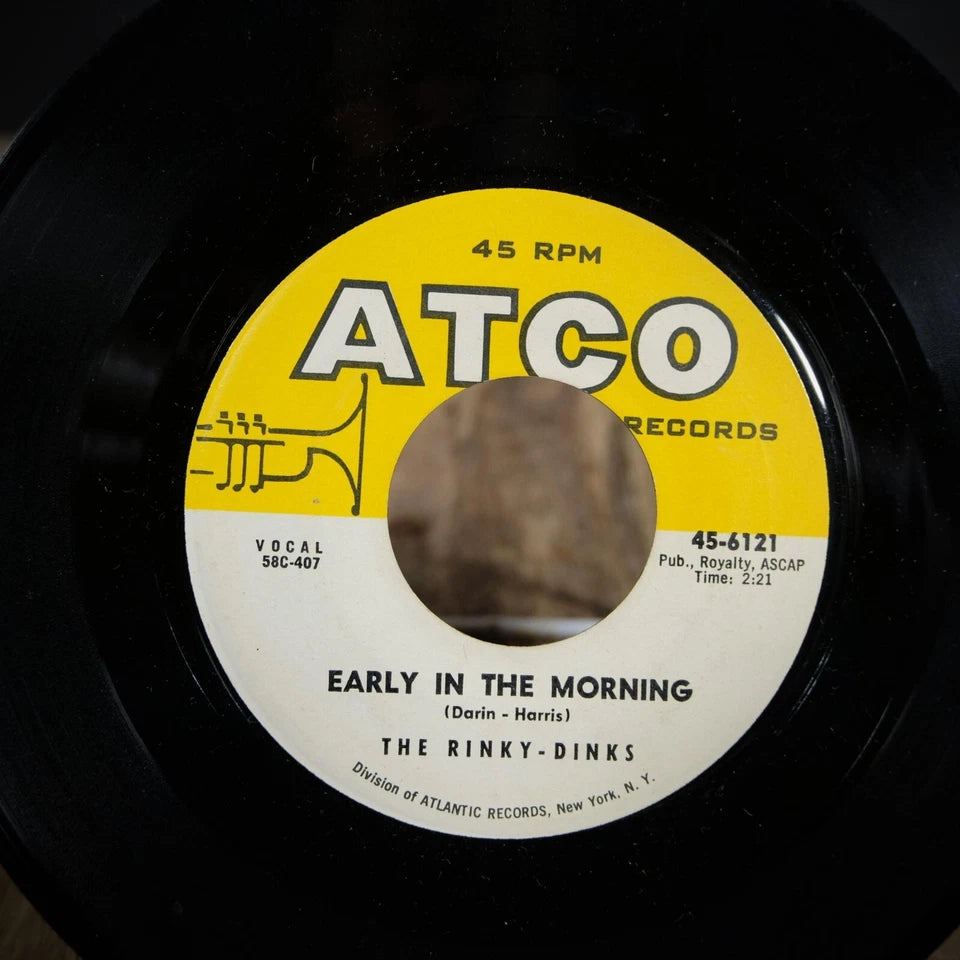 45 RPM
ATCO
RECORDS
VOCAL
58C-407
45-6121
Pub., Royalty, ASCAP
Time: 2:21
EARLY IN THE MORNING
(Darin - Harris)
THE RINKY-DINKS
Division of ATLANTIC RECORDS, New York, N. Y.